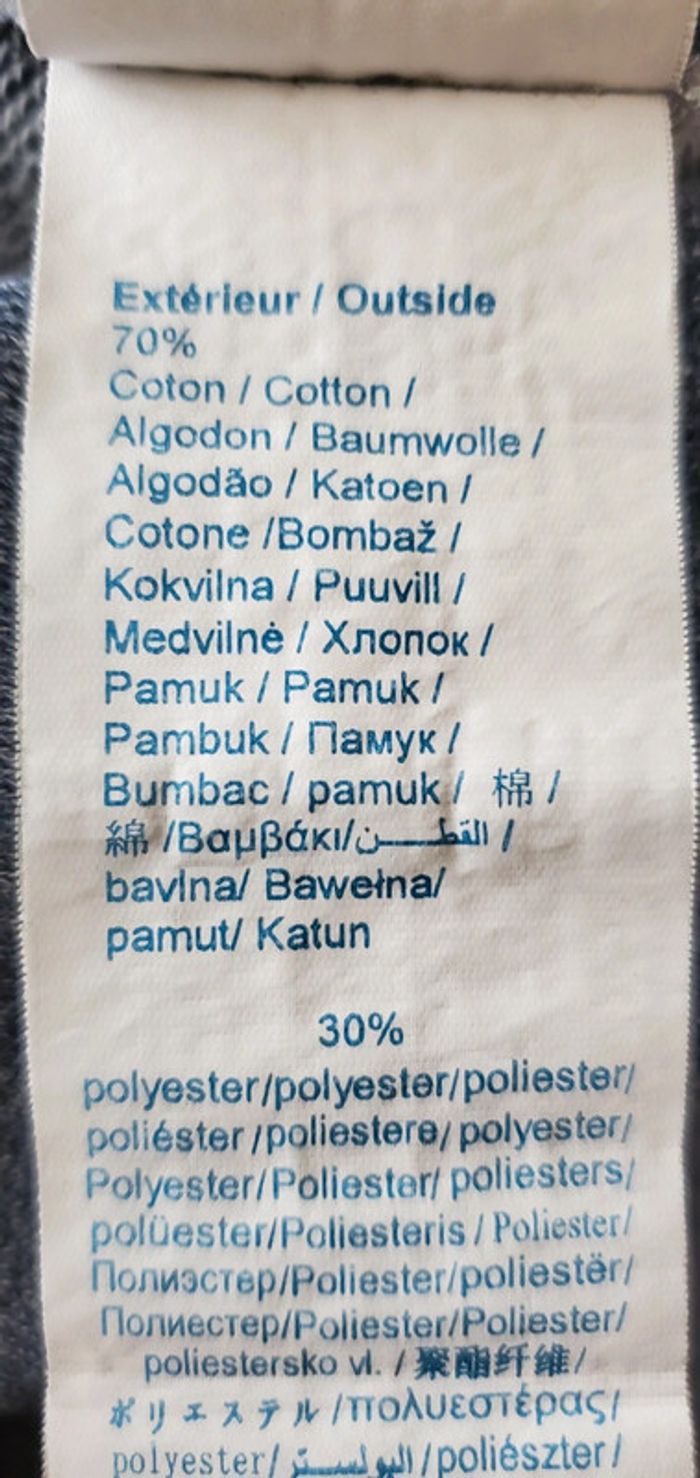 Extérieur / Outside
70%
Coton / Cotton /
Algodon / Baumwolle /
Algodão / Katoen /
Cotone /Bombaž /
Kokvilna / Puuvill /
Medvilnė / Хлопок /
Pamuk / Pamuk /
Pambuk / Памук /
Bumbac / pamuk / 棉 /
綿 /Βαμβάκι/القطـــن /
bavlna/ Bawełna/
pamut/ Katun
30%
polyester/polyester/poliester/
poliéster /poliestere/ polyester/
Polyester/Poliester/ poliesters/
polüester/Poliesteris / Poliester/
Полиэстер/Poliester/poliestër/
Полиестер/Poliester/Poliester/
poliestersko vl. / 聚酯纤维/
ポリエステル /πολυεστέρας/
polyester/ البوليستر /poliészter /